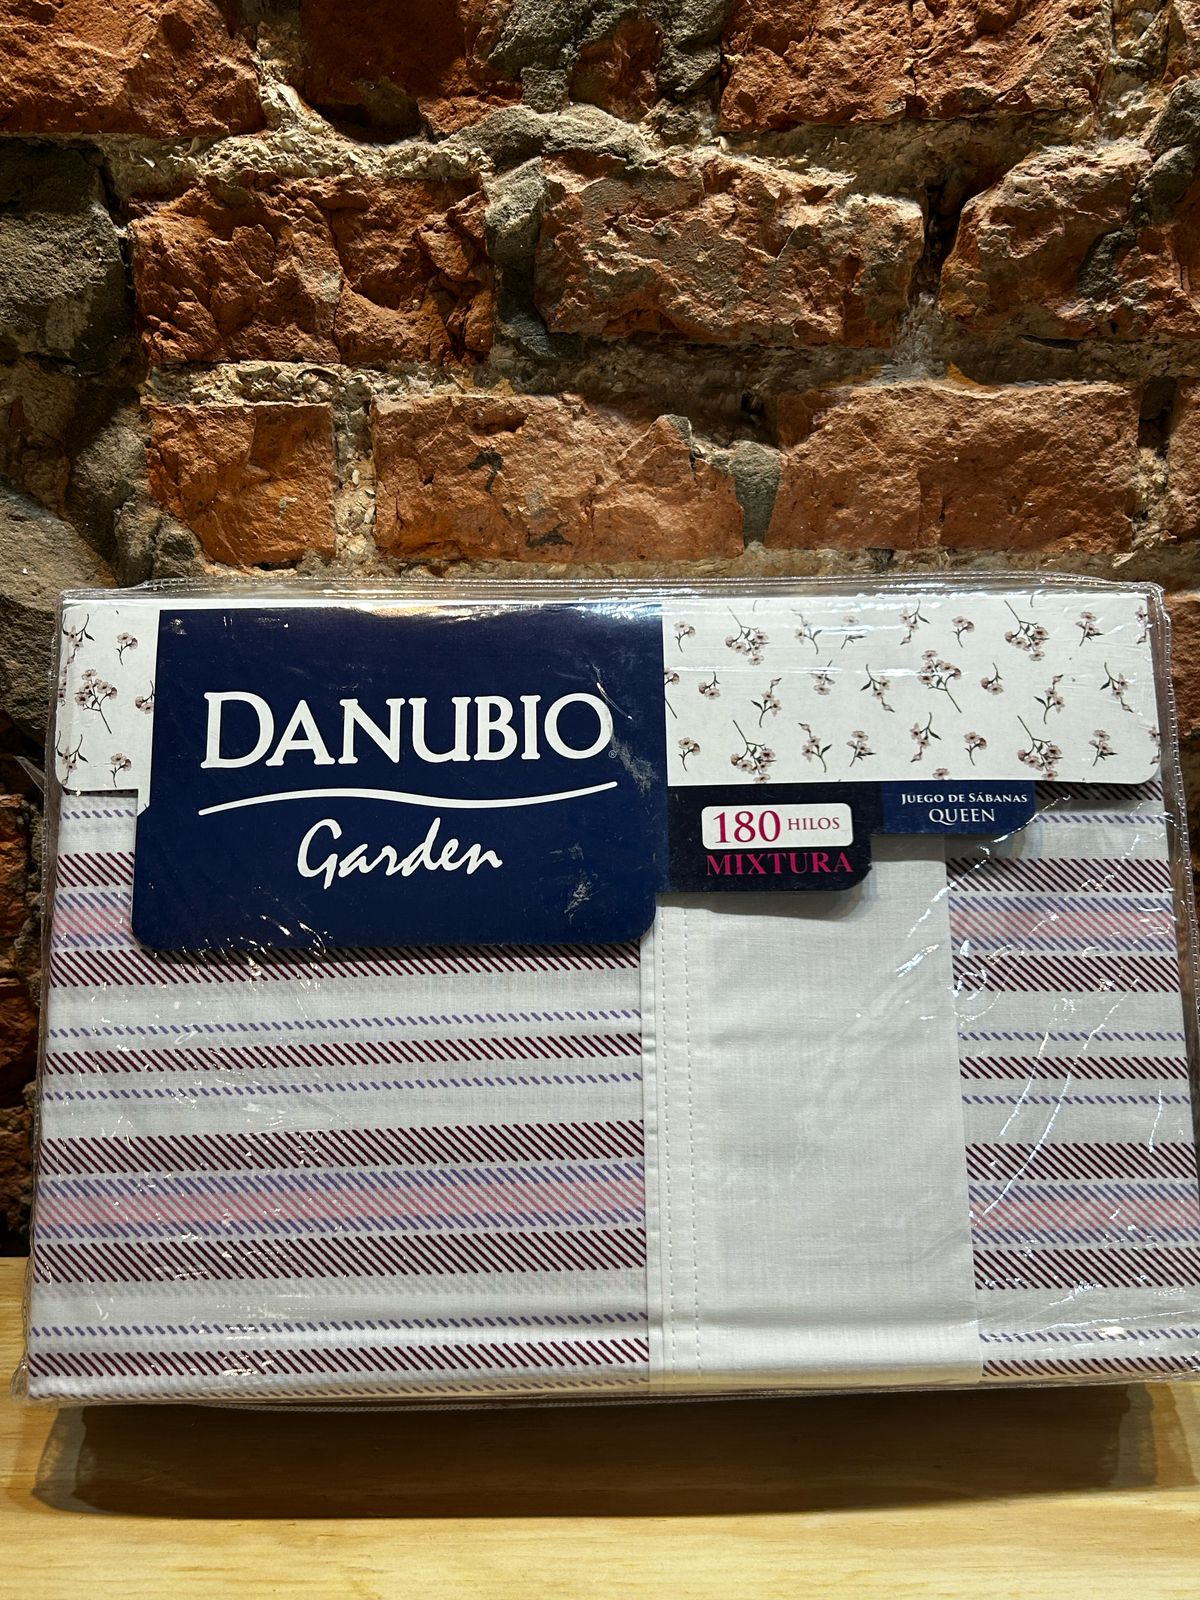 DANUBIO
Garden
180 HILOS
MIXTURA
JUEGO DE SÁBANAS
QUEEN